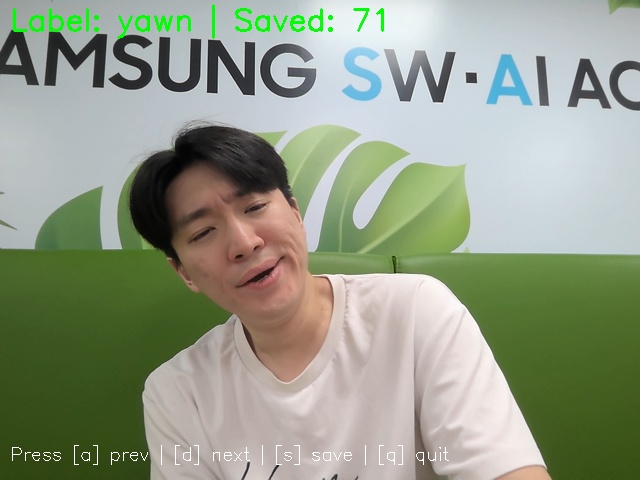 Label: yawn | Saved: 71
AMSUNG SW·AI AC
Press [a] prev | [d] next | [s] save | [q] quit